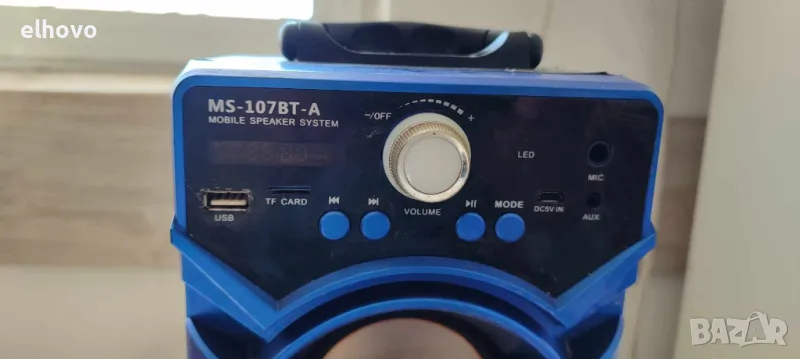 elhovo
MS-107BT-A
MOBILE SPEAKER SYSTEM
−/OFF
+
LED
MIC
USB
TF CARD
VOLUME
MODE
DC5V IN
AUX
BAZAR